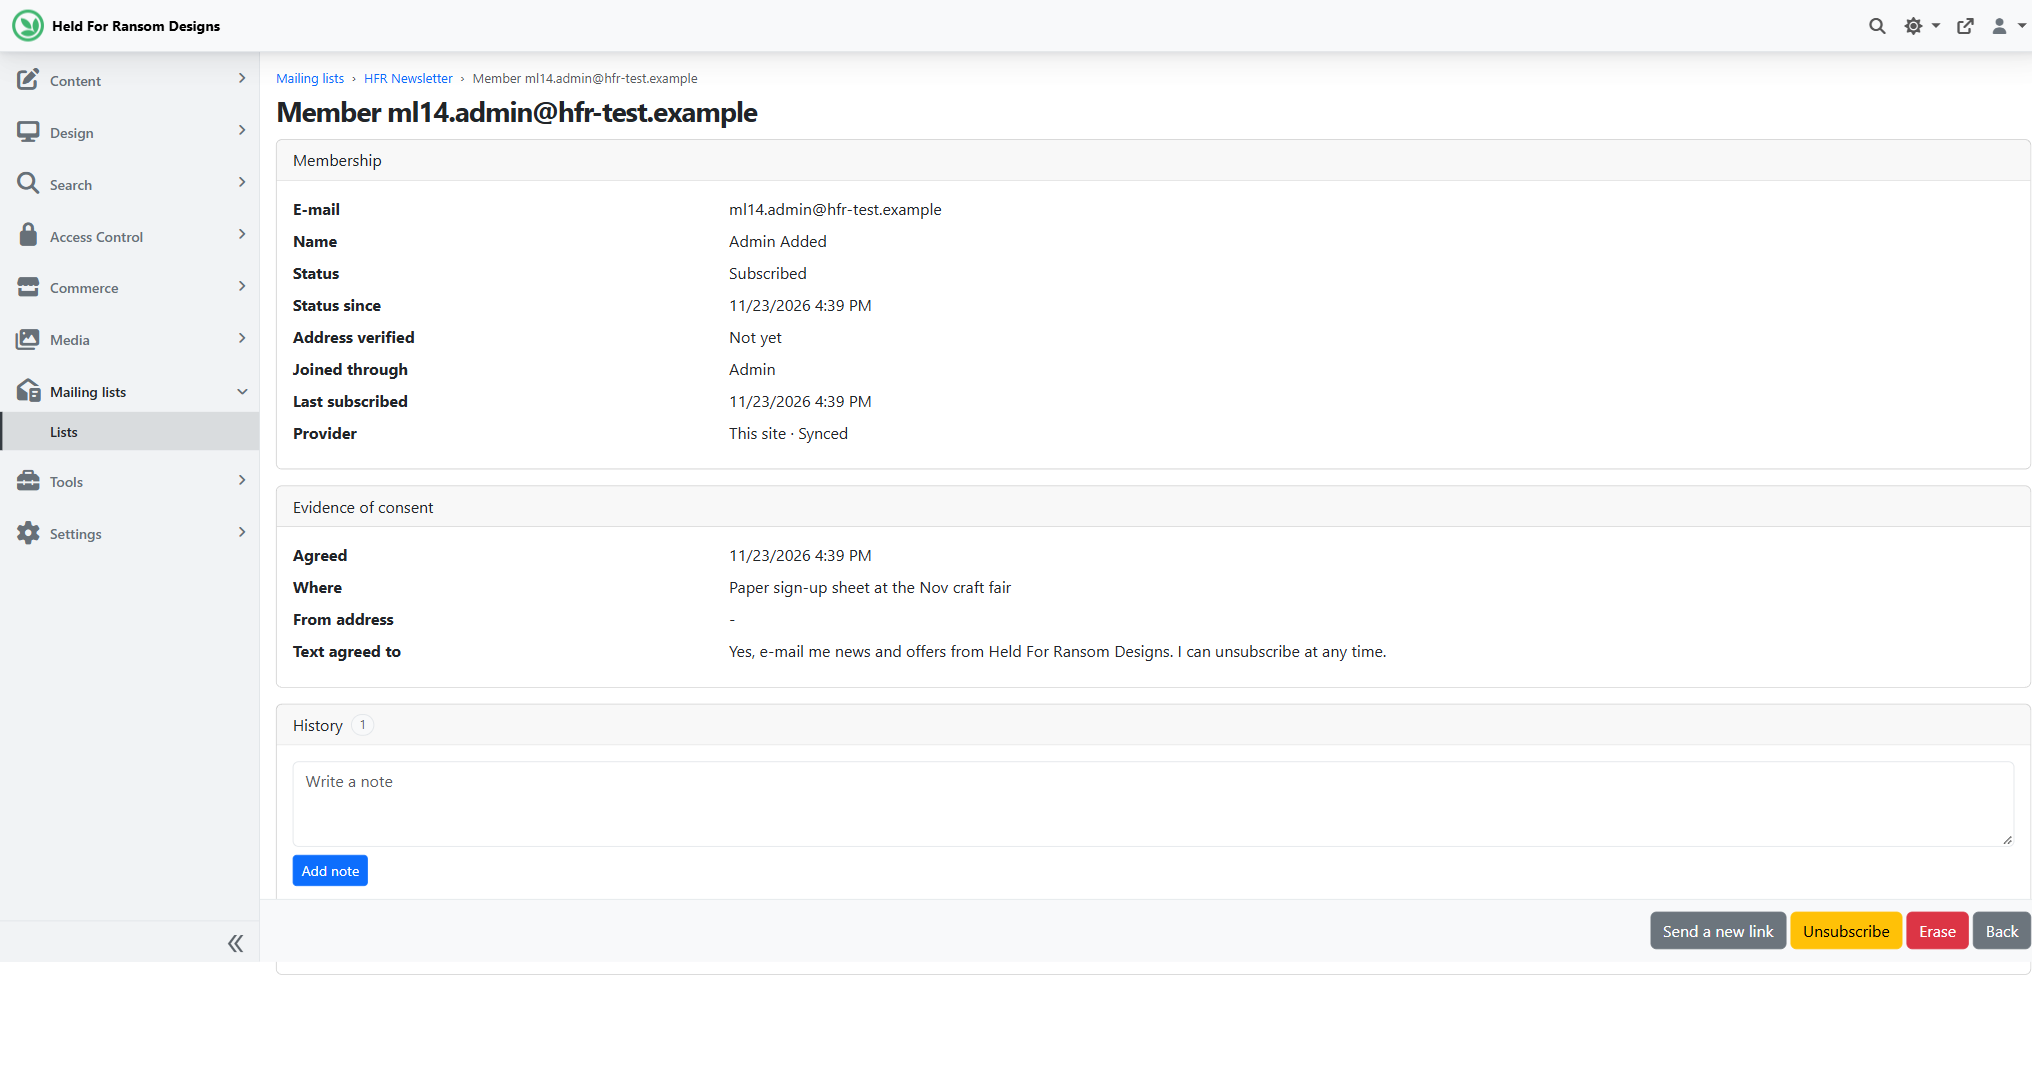 Held For Ransom Designs
Content
Design
Search
Access Control
Commerce
Media
Mailing lists
Lists
Tools
Settings
Mailing lists › HFR Newsletter › Member ml14.admin@hfr-test.example
Member ml14.admin@hfr-test.example
Membership
E-mail ml14.admin@hfr-test.example
Name Admin Added
Status Subscribed
Status since 11/23/2026 4:39 PM
Address verified Not yet
Joined through Admin
Last subscribed 11/23/2026 4:39 PM
Provider This site · Synced
Evidence of consent
Agreed 11/23/2026 4:39 PM
Where Paper sign-up sheet at the Nov craft fair
From address -
Text agreed to Yes, e-mail me news and offers from Held For Ransom Designs. I can unsubscribe at any time.
History 1
Write a note
Add note
Send a new link Unsubscribe Erase Back